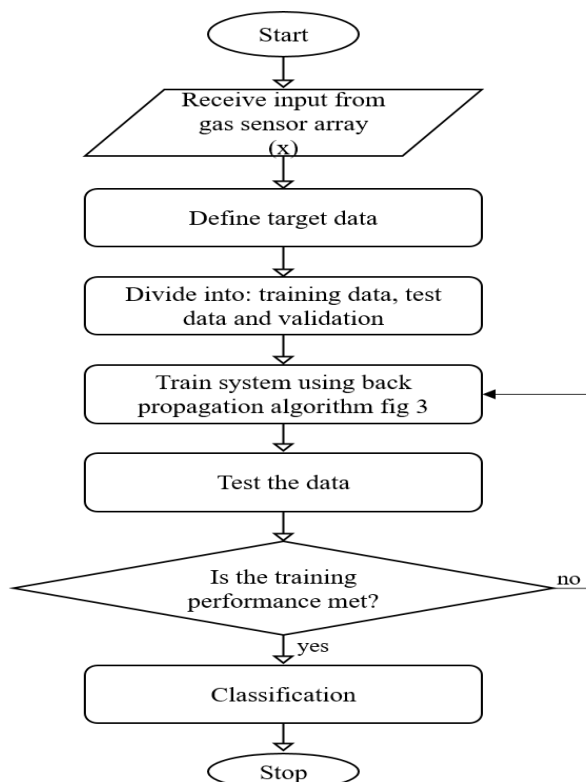 Start
Receive input from
gas sensor array
(x)
Define target data
Divide into: training data, test
data and validation
Train system using back
propagation algorithm fig 3
Test the data
Is the training
performance met?
no
yes
Classification
Stop